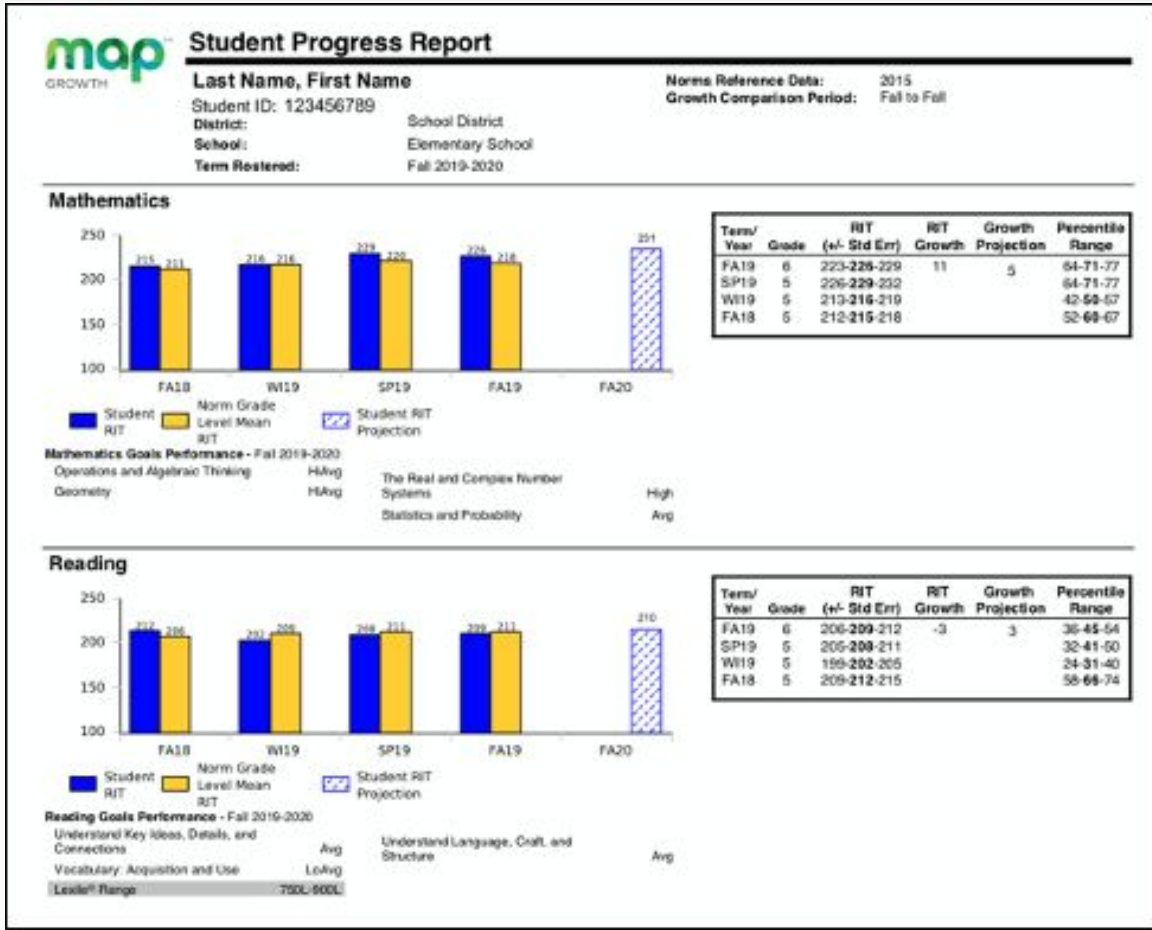 map™
GROWTH
Student Progress Report
Last Name, First Name
Student ID: 123456789
District: School District
School: Elementary School
Term Rostered: Fall 2019-2020
Norms Reference Data: 2015
Growth Comparison Period: Fall to Fall
Mathematics
250
200
150
100
215 211
216 216
229 220
226 218
FA18 WI19 SP19 FA19 FA20
Student RIT
Norm Grade Level Mean RIT
Student RIT Projection
Term/Year Grade RIT (+/- Std Err) RIT Growth Growth Projection Percentile Range
FA19 6 223-226-229 11 5 64-71-77
SP19 5 226-229-232 64-71-77
WI19 5 213-216-219 42-50-57
FA18 5 212-215-218 52-60-67
Mathematics Goals Performance - Fall 2019-2020
Operations and Algebraic Thinking HiAvg
Geometry HiAvg
The Real and Complex Number
Systems High
Statistics and Probability Avg
Reading
250
200
150
100
212 206
202 209
211
209 211
210
FA18 WI19 SP19 FA19 FA20
Student RIT
Norm Grade Level Mean RIT
Student RIT Projection
Term/Year Grade RIT (+/- Std Err) RIT Growth Growth Projection Percentile Range
FA19 6 206-209-212 -3 3 36-45-54
SP19 5 205-208-211 32-41-50
WI19 5 199-202-205 24-31-40
FA18 5 209-212-215 58-66-74
Reading Goals Performance - Fall 2019-2020
Understand Key Ideas, Details, and
Connections Avg
Vocabulary: Acquisition and Use LoAvg
Lexile® Range 750L-900L
Understand Language, Craft, and
Structure Avg